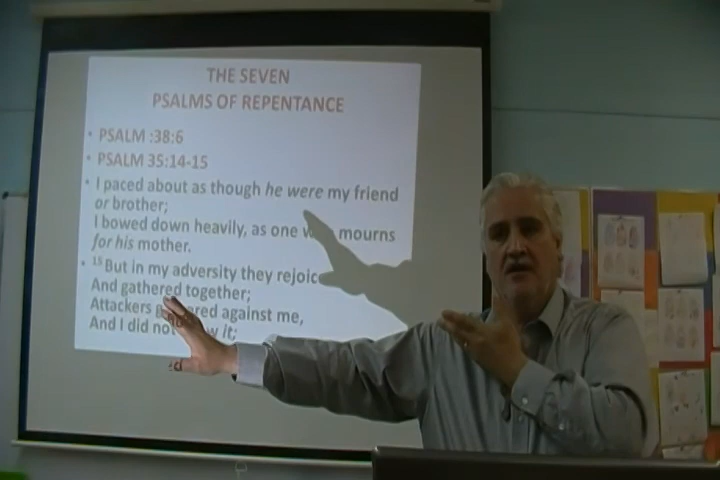 THE SEVEN
PSALMS OF REPENTANCE
• PSALM :38:6
• PSALM 35:14-15
• I paced about as though he were my friend
or brother;
I bowed down heavily, as one mourns
for his mother.
• 15 But in my adversity they
And gathered together;
Attackers against me,
And I did it;